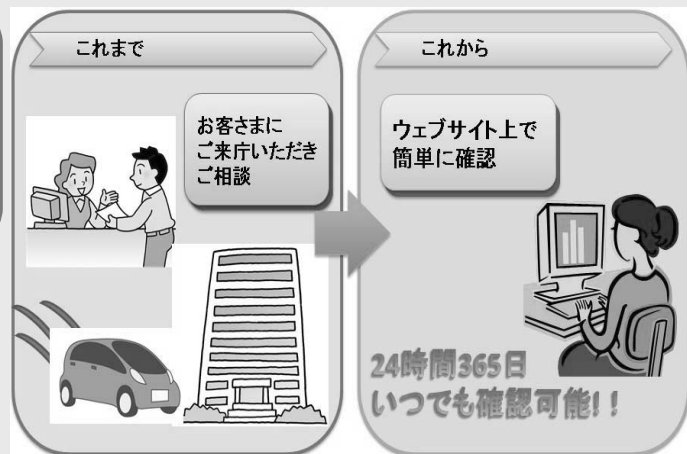 これまで
お客さまに
ご来庁いただき
ご相談
これから
ウェブサイト上で
簡単に確認
24時間365日
いつでも確認可能!!